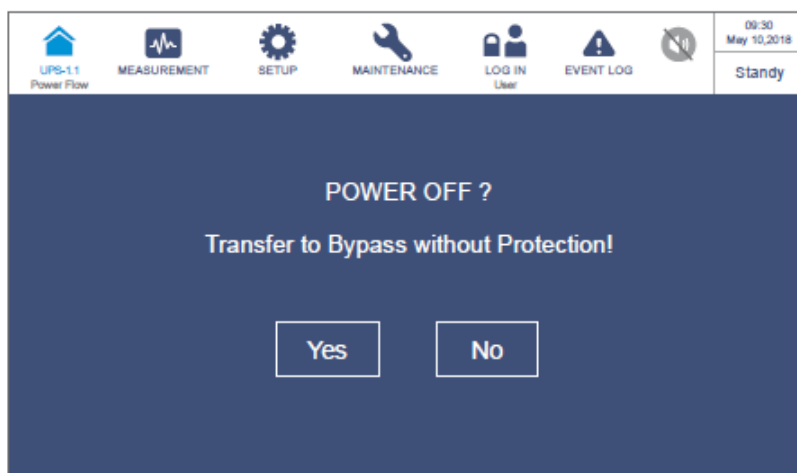 UPS-1.1
Power Flow
MEASUREMENT
SETUP
MAINTENANCE
LOG IN
User
EVENT LOG
09:30
May 10,2018
Standy
POWER OFF ?
Transfer to Bypass without Protection!
Yes
No